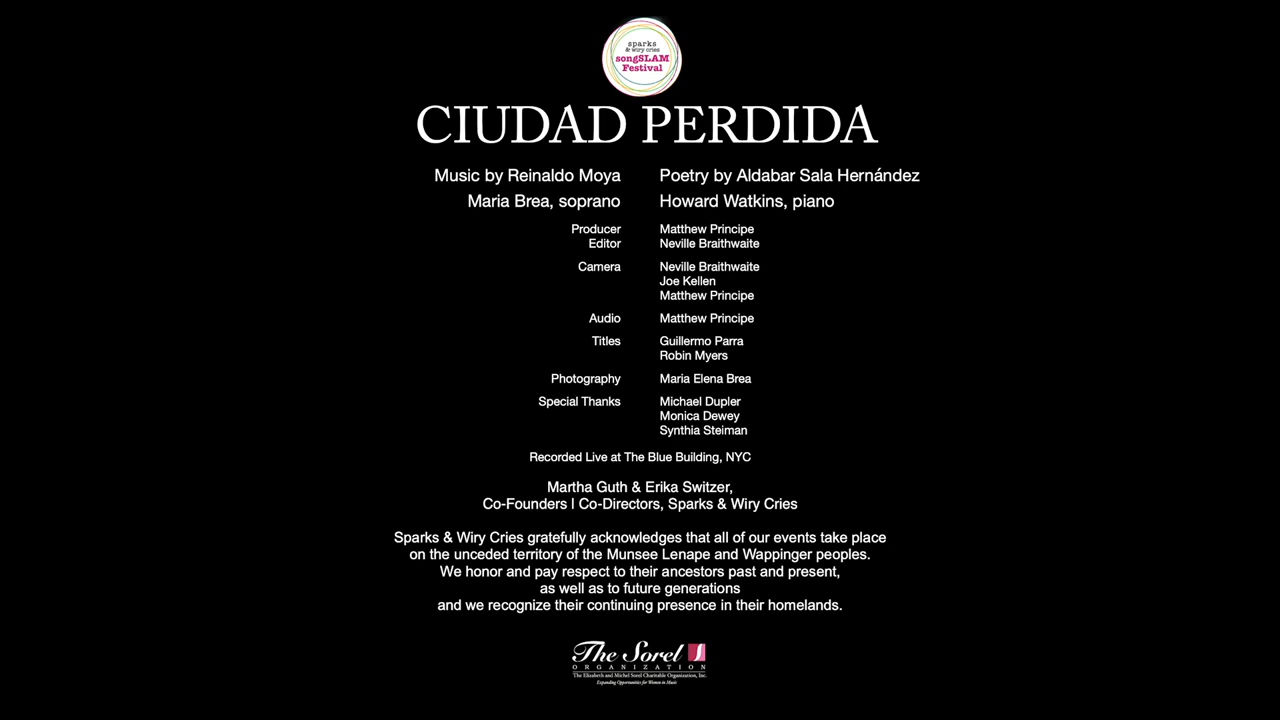 sparks
& wiry cries
songSLAM
Festival
CIUDAD PERDIDA
Music by Reinaldo Moya Poetry by Aldabar Sala Hernández
Maria Brea, soprano Howard Watkins, piano
Producer Matthew Principe
Editor Neville Braithwaite
Camera Neville Braithwaite
Joe Kellen
Matthew Principe
Audio Matthew Principe
Titles Guillermo Parra
Robin Myers
Photography Maria Elena Brea
Special Thanks Michael Dupler
Monica Dewey
Synthia Steiman
Recorded Live at The Blue Building, NYC
Martha Guth & Erika Switzer,
Co-Founders | Co-Directors, Sparks & Wiry Cries
Sparks & Wiry Cries gratefully acknowledges that all of our events take place
on the unceded territory of the Munsee Lenape and Wappinger peoples.
We honor and pay respect to their ancestors past and present,
as well as to future generations
and we recognize their continuing presence in their homelands.
The Sorel
ORGANIZATION
The Elizabeth and Michel Sorel Charitable Organization, Inc.
Expanding Opportunities for Women in Music